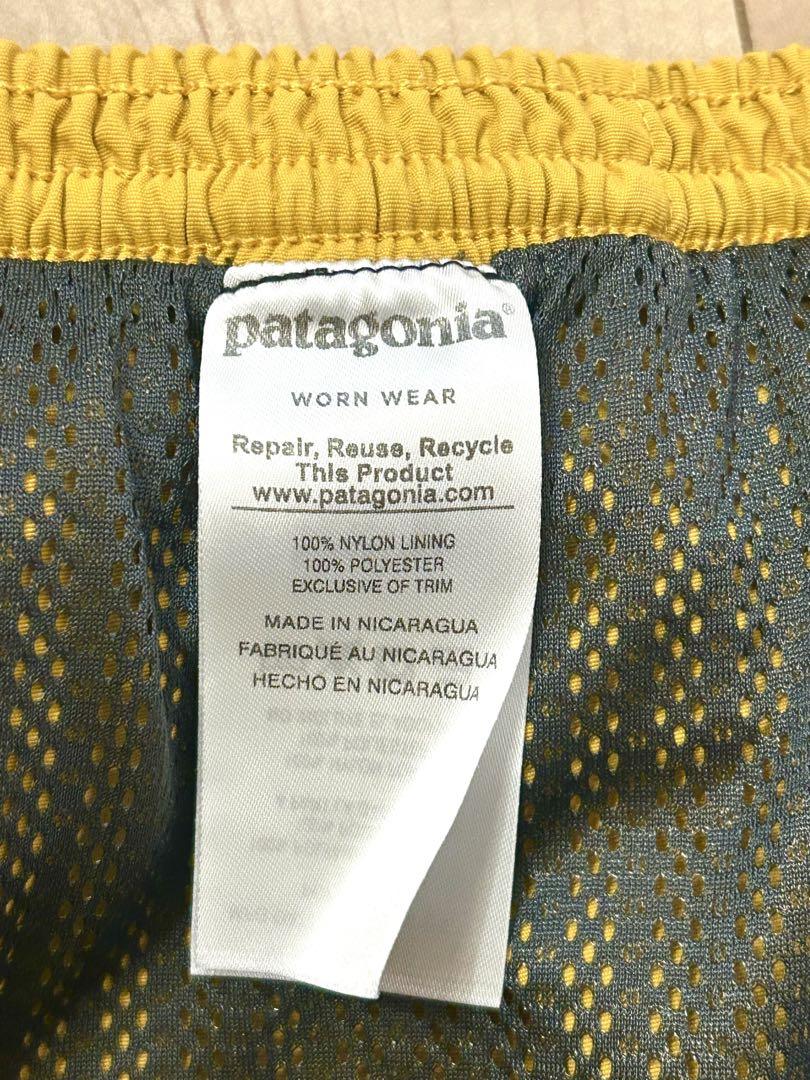 patagonia®
WORN WEAR
Repair, Reuse, Recycle
This Product
www.patagonia.com
100% NYLON LINING
100% POLYESTER
EXCLUSIVE OF TRIM
MADE IN NICARAGUA
FABRIQUÉ AU NICARAGUA
HECHO EN NICARAGUA